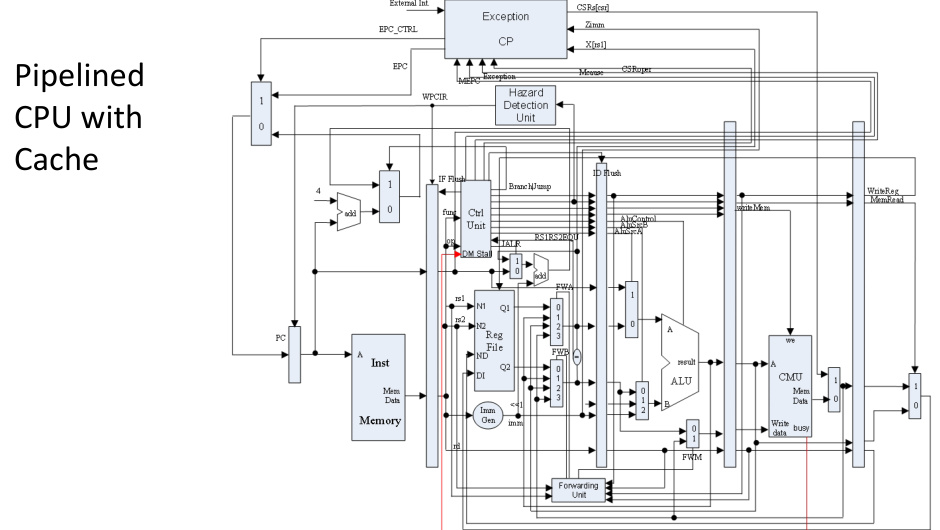 Pipelined
CPU with
Cache
External Int.
Exception
CP
CSRs[csr]
Zimm
X[rs1]
EPC_CTRL
EPC
MEPC
Exception
Mcause
CSRoper
WPCIR
Hazard
Detection
Unit
1
0
4
add
1
0
IF Flush
Ctrl
Unit
func
op
DM Stall
Branch/Jump
ID Flush
AluControl
AluSrcB
AluSrcA
RS1RS2EQU
JALR
1
0
add
writeMem
WriteReg
MemRead
PC
A
Inst
Mem
Data
Memory
rs1
rs2
N1
N2
ND
DI
Q1
Q2
Reg
File
FWA
0
1
2
3
=
FWB
0
1
2
3
Imm
Gen
<<1
imm
rd
1
0
0
1
2
A
B
result
ALU
0
1
FWM
Forwarding
Unit
we
A
CMU
Mem
Data
Write
data
busy
1
0
1
0